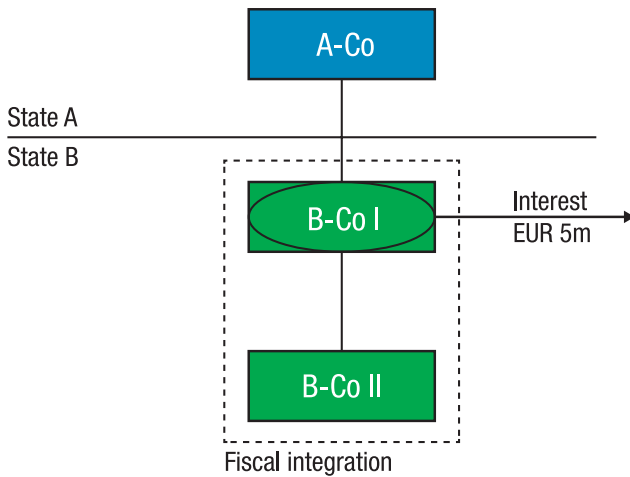 A-Co
State A
State B
B-Co I
Interest
EUR 5m
B-Co II
Fiscal integration